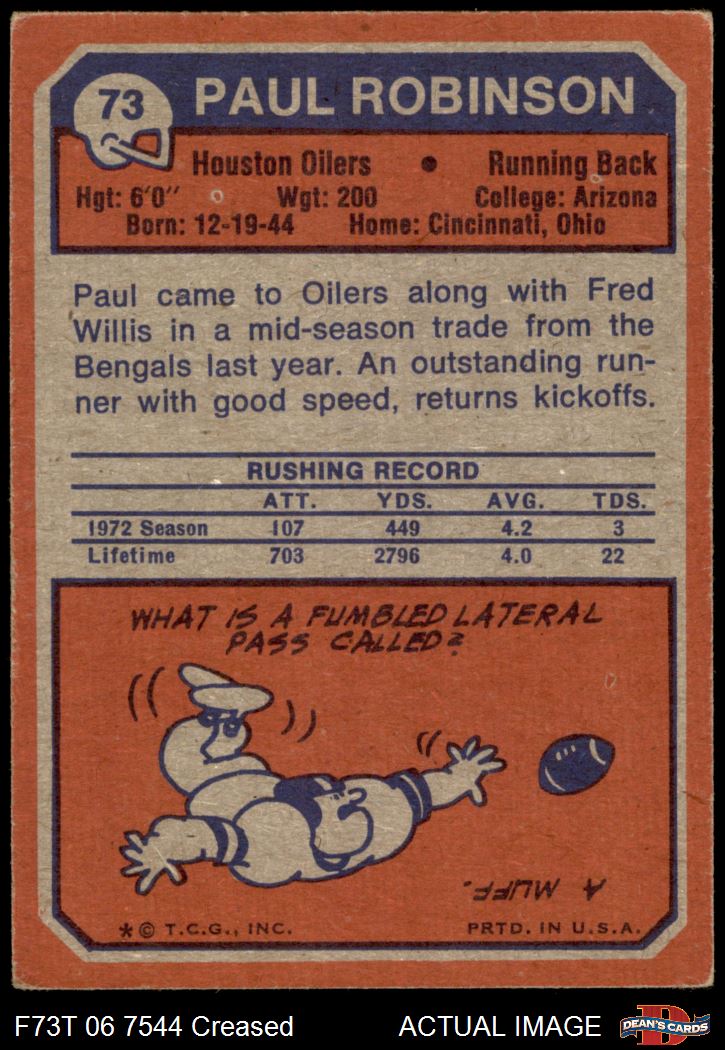 73 PAUL ROBINSON
Houston Oilers • Running Back
Hgt: 6'0" Wgt: 200 College: Arizona
Born: 12-19-44 Home: Cincinnati, Ohio
Paul came to Oilers along with Fred
Willis in a mid-season trade from the
Bengals last year. An outstanding run-
ner with good speed, returns kickoffs.
RUSHING RECORD
ATT. YDS. AVG. TDS.
1972 Season 107 449 4.2 3
Lifetime 703 2796 4.0 22
WHAT IS A FUMBLED LATERAL
PASS CALLED?
A MUFF.
* © T.C.G., INC. PRTD. IN U.S.A.
F73T 06 7544 Creased ACTUAL IMAGE
D
DEAN'S CARDS